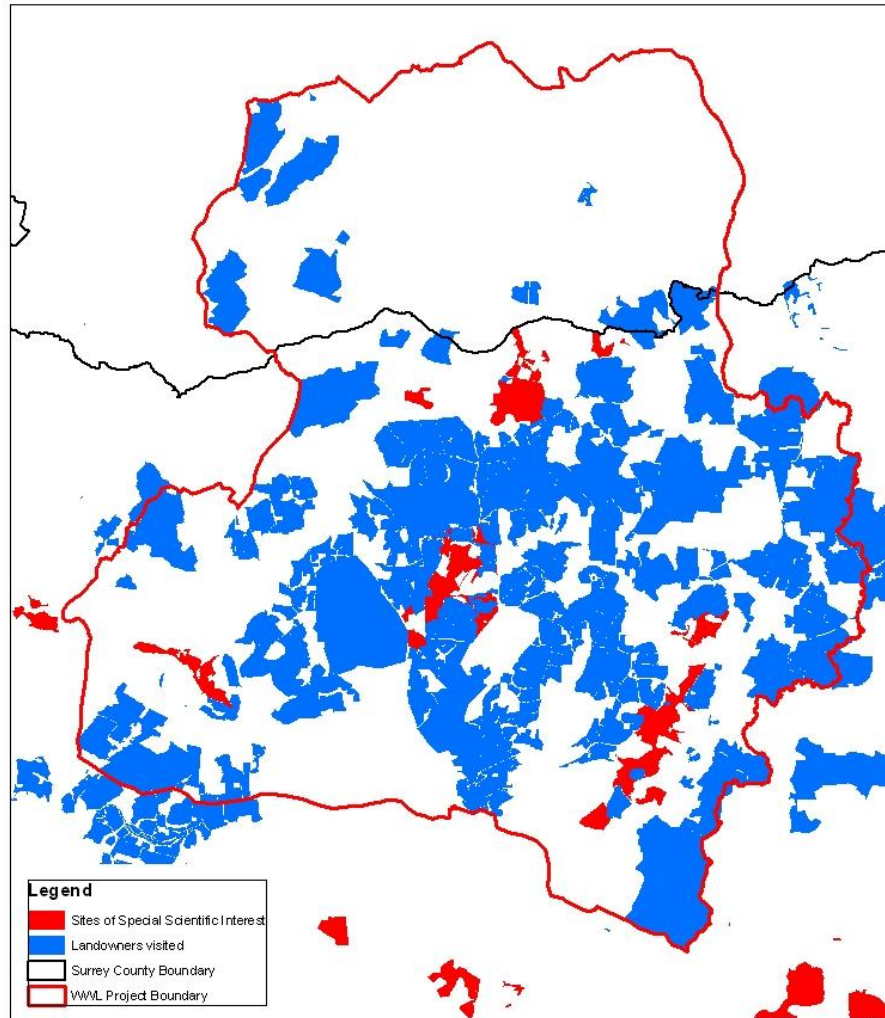 Legend
Sites of Special Scientific Interest
Landowners visited
Surrey County Boundary
WWL Project Boundary